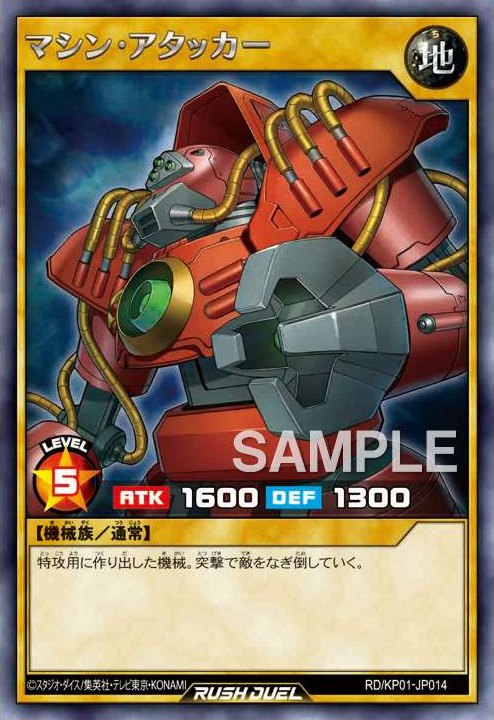 マシン・アタッカー
地
SAMPLE
LEVEL
5
ATK 1600 DEF 1300
【機械族／通常】
特攻用に作り出した機械。突撃で敵をなぎ倒していく。
©スタジオ・ダイス/集英社・テレビ東京・KONAMI
RUSH DUEL
RD/KP01-JP014